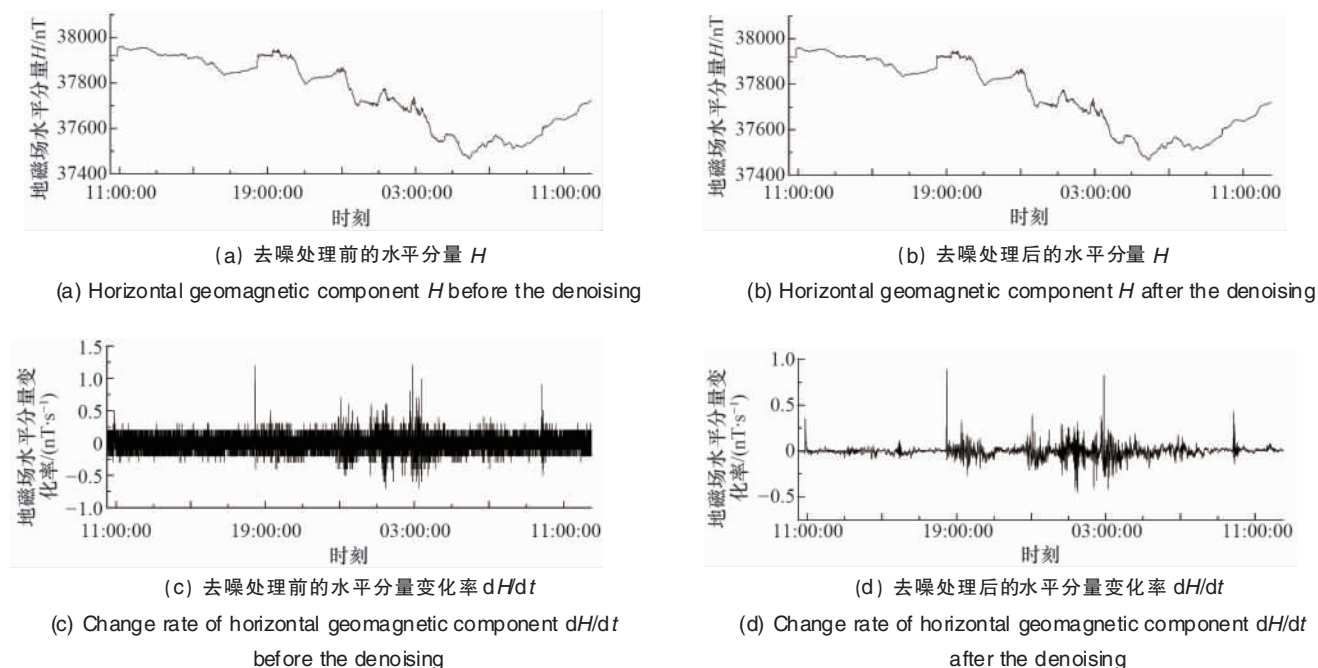 地磁场水平分量H/nT
38000
37800
37600
37400
11:00:00 19:00:00 03:00:00 11:00:00
时刻
(a) 去噪处理前的水平分量 H
(a) Horizontal geomagnetic component H before the denoising
地磁场水平分量H/nT
38000
37800
37600
37400
11:00:00 19:00:00 03:00:00 11:00:00
时刻
(b) 去噪处理后的水平分量 H
(b) Horizontal geomagnetic component H after the denoising
地磁场水平分量变
化率/(nT·s⁻¹)
1.5
1.0
0.5
0
−0.5
−1.0
11:00:00 19:00:00 03:00:00 11:00:00
时刻
(c) 去噪处理前的水平分量变化率 dH/dt
(c) Change rate of horizontal geomagnetic component dH/dt
before the denoising
地磁场水平分量变
化率/(nT·s⁻¹)
1.0
0.5
0
−0.5
11:00:00 19:00:00 03:00:00 11:00:00
时刻
(d) 去噪处理后的水平分量变化率 dH/dt
(d) Change rate of horizontal geomagnetic component dH/dt
after the denoising